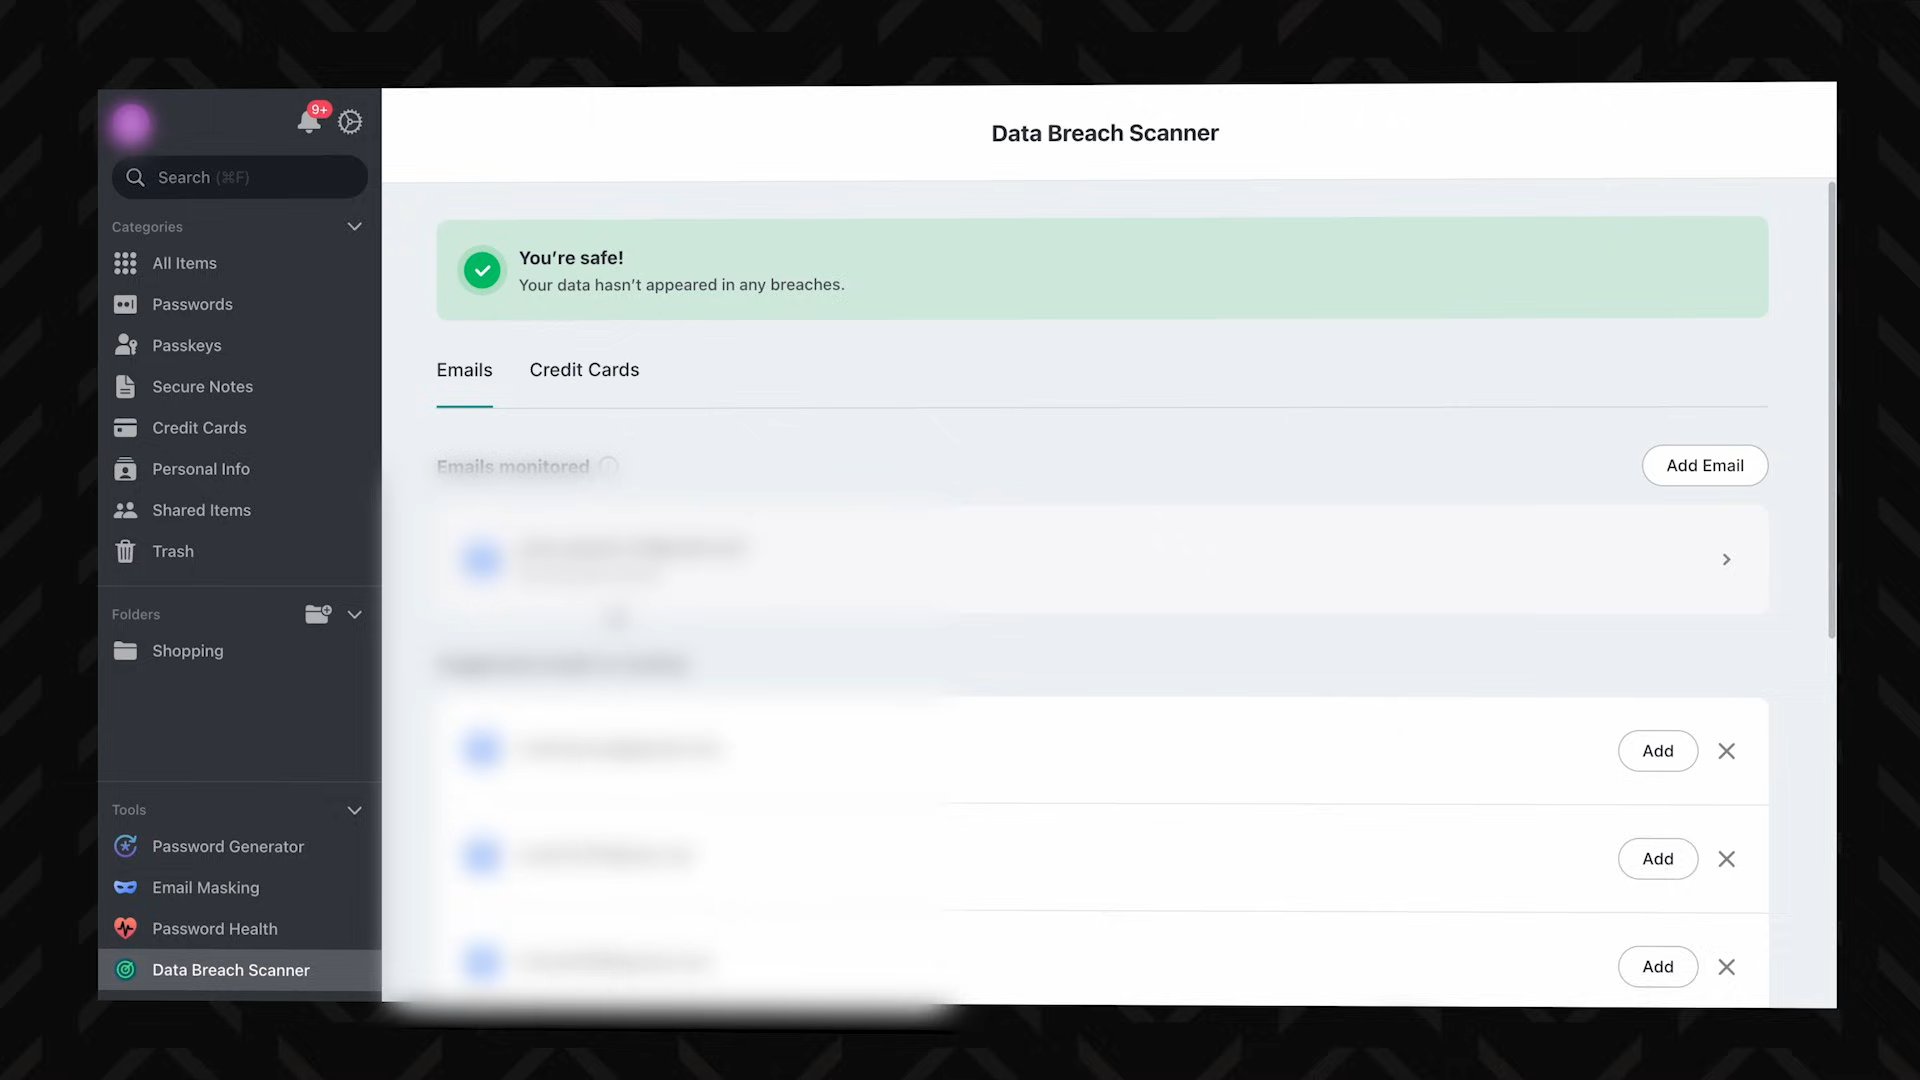 9+
Search (⌘F)
Categories
All Items
Passwords
Passkeys
Secure Notes
Credit Cards
Personal Info
Shared Items
Trash
Folders
Shopping
Tools
Password Generator
Email Masking
Password Health
Data Breach Scanner
Data Breach Scanner
You’re safe!
Your data hasn’t appeared in any breaches.
Emails
Credit Cards
Emails monitored
Add Email
Add
Add
Add